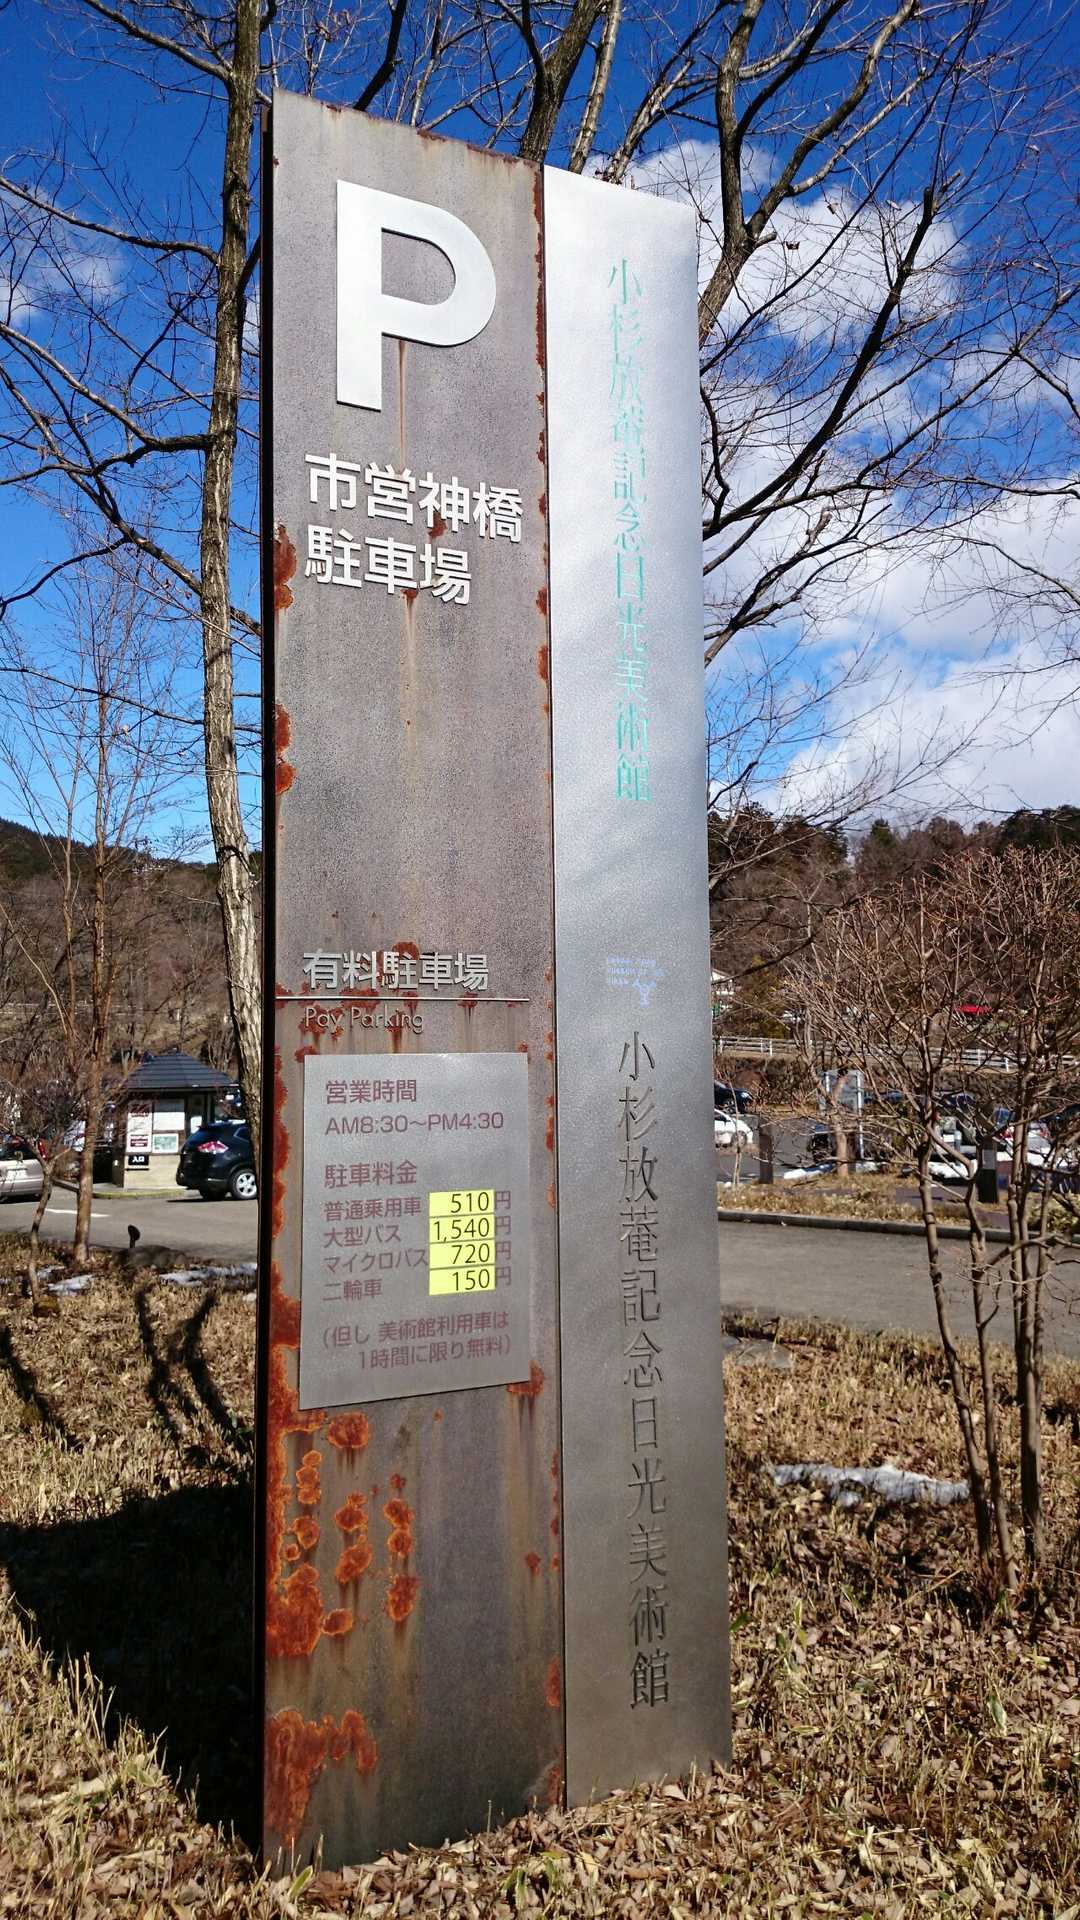 P
市営神橋
駐車場
有料駐車場
Pay Parking
営業時間
AM8:30〜PM4:30
駐車料金
普通乗用車 510円
大型バス 1,540円
マイクロバス 720円
二輪車 150円
(但し 美術館利用車は
1時間に限り無料)
小杉放菴記念日光美術館
小杉放菴記念日光美術館
入口